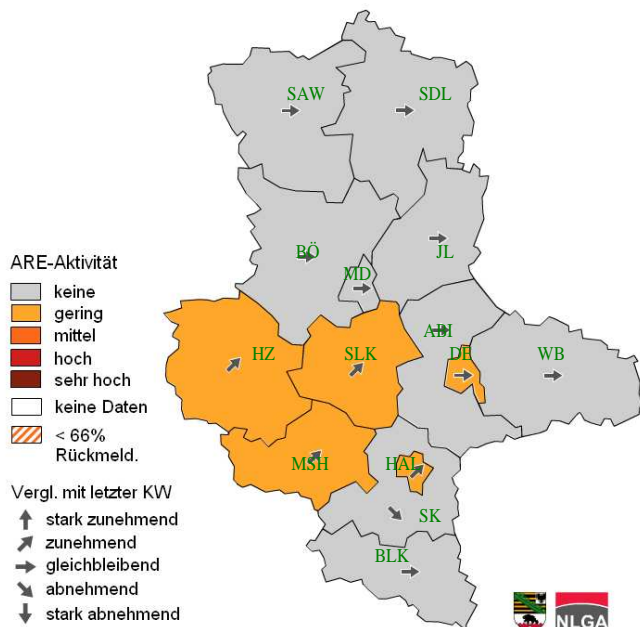 SAW
SDL
BÖ
JL
MD
ARE-Aktivität
keine
gering
mittel
hoch
sehr hoch
keine Daten
< 66%
Rückmeld.
ABI
HZ
SLK
DE
WB
MSH
HAL
SK
BLK
Vergl. mit letzter KW
stark zunehmend
zunehmend
gleichbleibend
abnehmend
stark abnehmend
NLGA